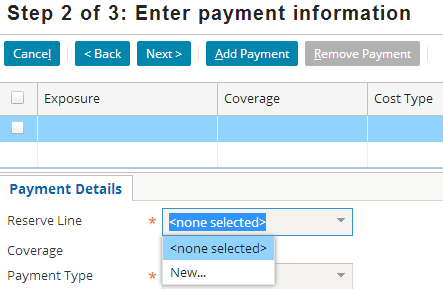 Step 2 of 3: Enter payment information
Cancel < Back Next > Add Payment Remove Payment
Exposure Coverage Cost Type
Payment Details
Reserve Line * <none selected>
Coverage <none selected>
New...
Payment Type *